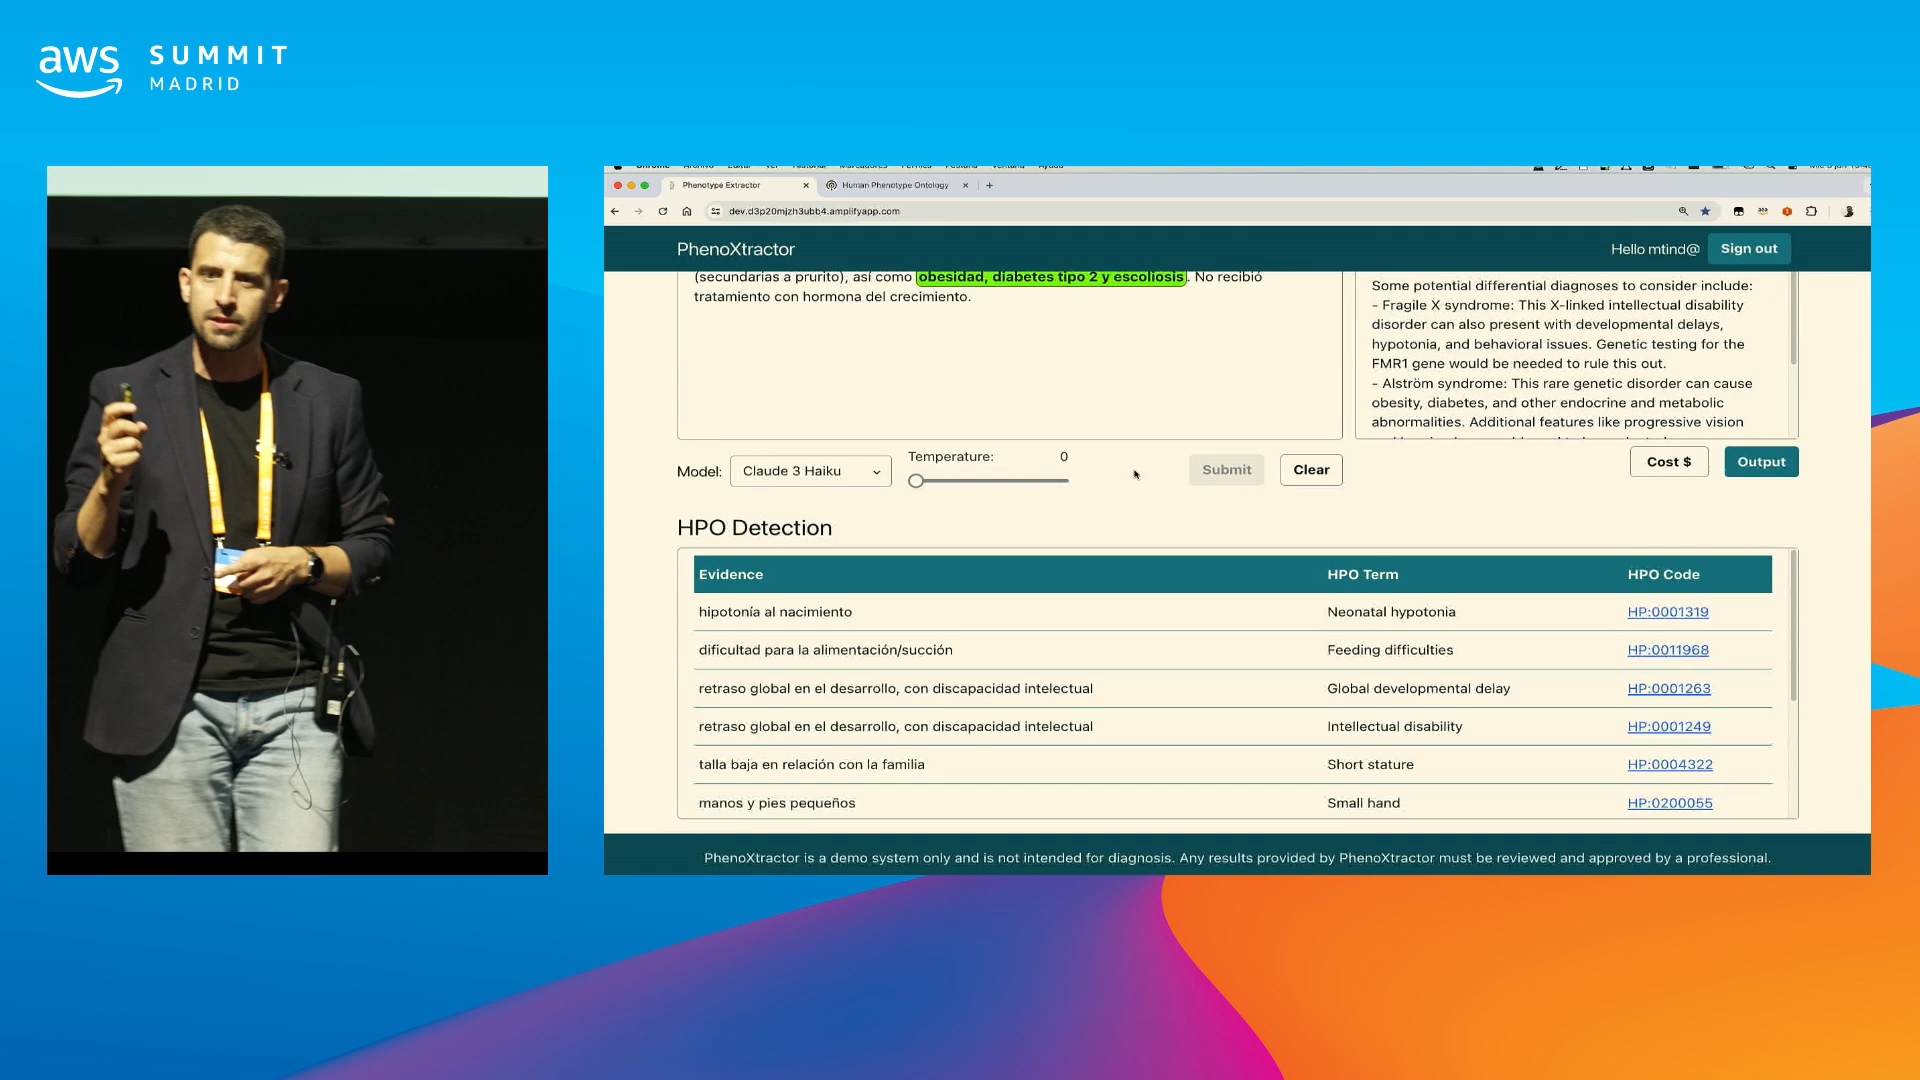 aws SUMMIT
MADRID
Phenotype Extractor
Human Phenotype Ontology
dev.d3p20mjzh3ubb4.amplifyapp.com
PhenoXtractor
Hello mtind@
Sign out
(secundarias a prurito), así como obesidad, diabetes tipo 2 y escoliosis. No recibió
tratamiento con hormona del crecimiento.
Some potential differential diagnoses to consider include:
- Fragile X syndrome: This X-linked intellectual disability
disorder can also present with developmental delays,
hypotonia, and behavioral issues. Genetic testing for the
FMR1 gene would be needed to rule this out.
- Alström syndrome: This rare genetic disorder can cause
obesity, diabetes, and other endocrine and metabolic
abnormalities. Additional features like progressive vision
Model: Claude 3 Haiku
Temperature: 0
Submit
Clear
Cost $
Output
HPO Detection
Evidence HPO Term HPO Code
hipotonía al nacimiento Neonatal hypotonia HP:0001319
dificultad para la alimentación/succión Feeding difficulties HP:0011968
retraso global en el desarrollo, con discapacidad intelectual Global developmental delay HP:0001263
retraso global en el desarrollo, con discapacidad intelectual Intellectual disability HP:0001249
talla baja en relación con la familia Short stature HP:0004322
manos y pies pequeños Small hand HP:0200055
PhenoXtractor is a demo system only and is not intended for diagnosis. Any results provided by PhenoXtractor must be reviewed and approved by a professional.